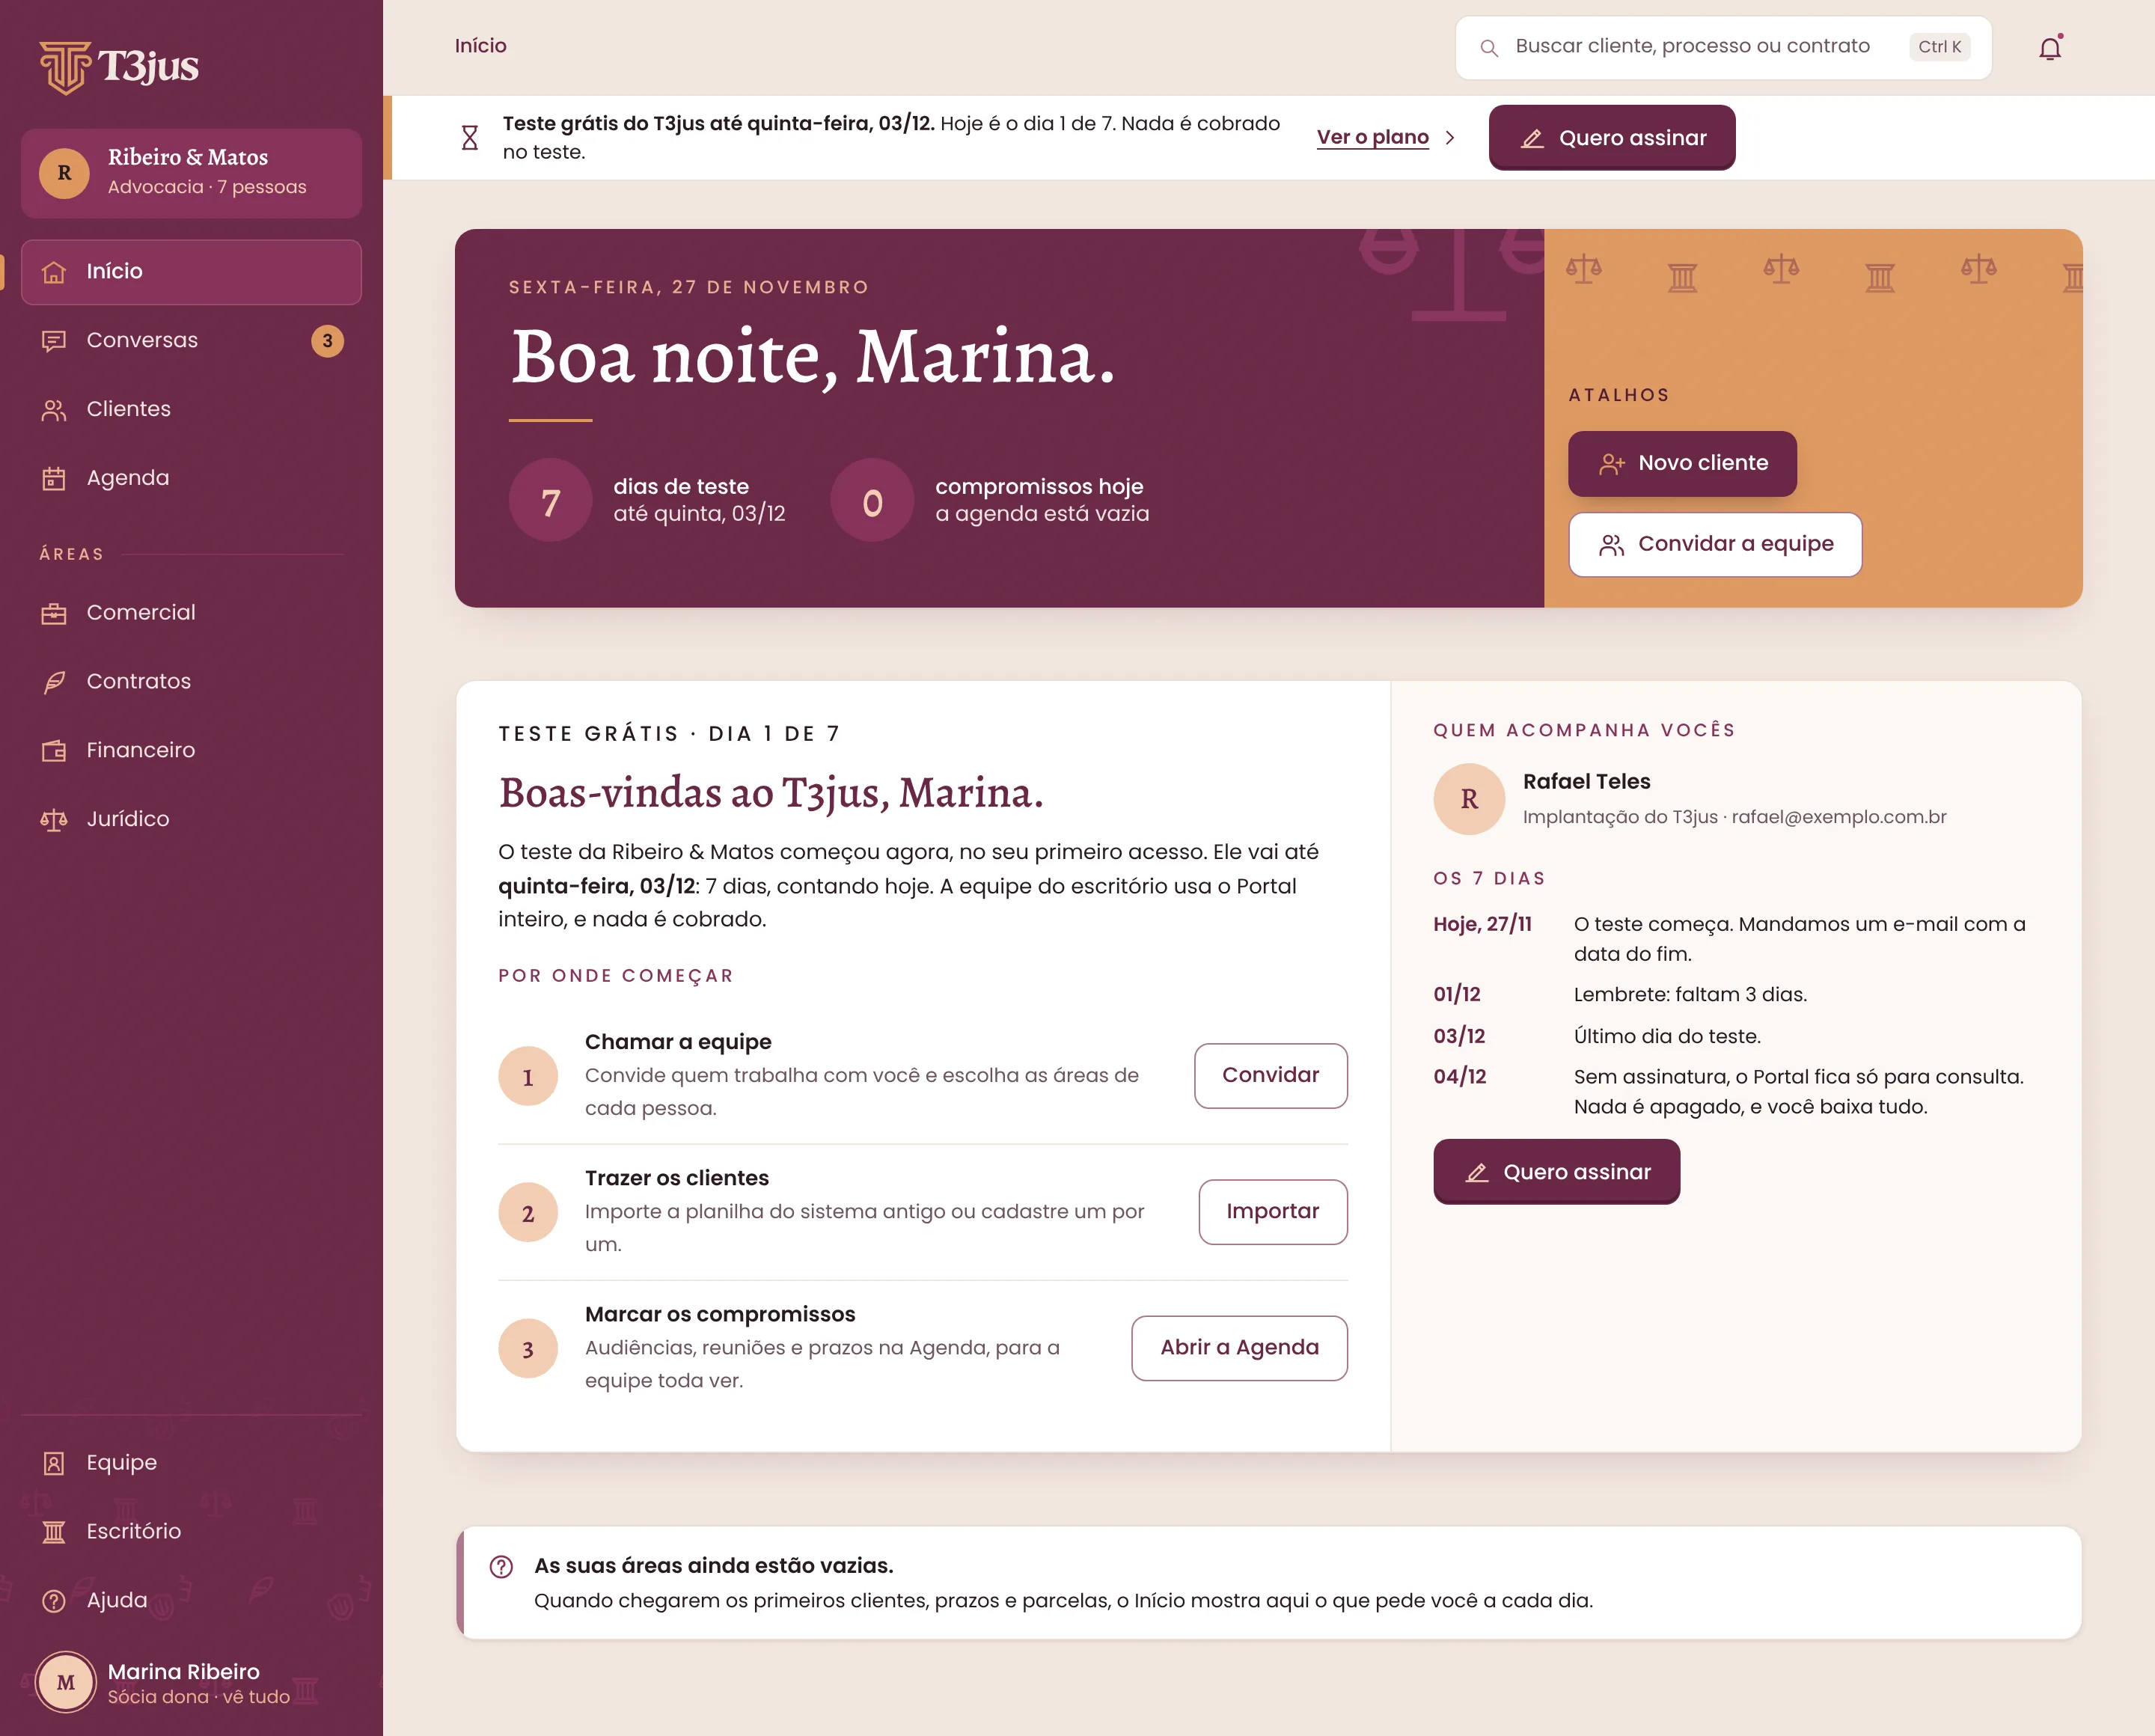 T3jus
R
Ribeiro & Matos
Advocacia · 7 pessoas
Início
Conversas
3
Clientes
Agenda
ÁREAS
Comercial
Contratos
Financeiro
Jurídico
Equipe
Escritório
Ajuda
M
Marina Ribeiro
Sócia dona · vê tudo
Início
Buscar cliente, processo ou contrato
Ctrl K
Teste grátis do T3jus até quinta-feira, 03/12. Hoje é o dia 1 de 7. Nada é cobrado
no teste.
Ver o plano
Quero assinar
SEXTA-FEIRA, 27 DE NOVEMBRO
Boa noite, Marina.
7
dias de teste
até quinta, 03/12
0
compromissos hoje
a agenda está vazia
ATALHOS
Novo cliente
Convidar a equipe
TESTE GRÁTIS · DIA 1 DE 7
Boas-vindas ao T3jus, Marina.
O teste da Ribeiro & Matos começou agora, no seu primeiro acesso. Ele vai até
quinta-feira, 03/12: 7 dias, contando hoje. A equipe do escritório usa o Portal
inteiro, e nada é cobrado.
POR ONDE COMEÇAR
1
Chamar a equipe
Convide quem trabalha com você e escolha as áreas de
cada pessoa.
Convidar
2
Trazer os clientes
Importe a planilha do sistema antigo ou cadastre um por
um.
Importar
3
Marcar os compromissos
Audiências, reuniões e prazos na Agenda, para a
equipe toda ver.
Abrir a Agenda
QUEM ACOMPANHA VOCÊS
R
Rafael Teles
Implantação do T3jus · rafael@exemplo.com.br
OS 7 DIAS
Hoje, 27/11
O teste começa. Mandamos um e-mail com a
data do fim.
01/12
Lembrete: faltam 3 dias.
03/12
Último dia do teste.
04/12
Sem assinatura, o Portal fica só para consulta.
Nada é apagado, e você baixa tudo.
Quero assinar
As suas áreas ainda estão vazias.
Quando chegarem os primeiros clientes, prazos e parcelas, o Início mostra aqui o que pede você a cada dia.